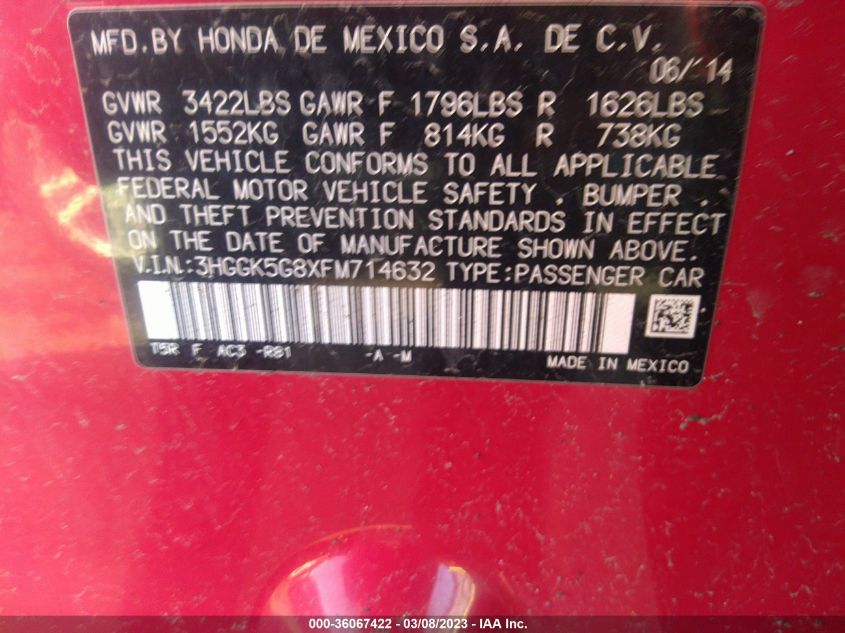 MFD.BY HONDA DE MEXICO S.A. DE C.V.
06/14
GVWR 3422LBS GAWR F 1796LBS R 1626LBS
GVWR 1552KG GAWR F 814KG R 738KG
THIS VEHICLE CONFORMS TO ALL APPLICABLE
FEDERAL MOTOR VEHICLE SAFETY , BUMPER ,
AND THEFT PREVENTION STANDARDS IN EFFECT
ON THE DATE OF MANUFACTURE SHOWN ABOVE.
V.I.N.:3HGGK5G8XFM714632 TYPE:PASSENGER CAR
T5R F AC3 -R81 -A -M
MADE IN MEXICO
000-36067422 - 03/08/2023 - IAA Inc.